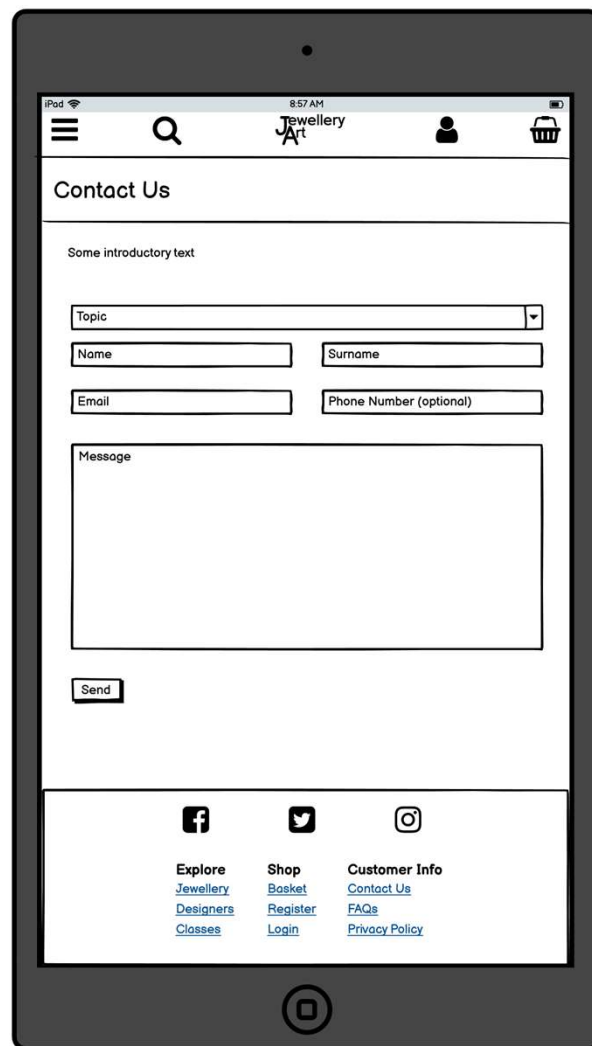 iPad 8:57 AM
Jewellery
Art
Contact Us
Some introductory text
Topic
Name Surname
Email Phone Number (optional)
Message
Send
Explore Shop Customer Info
Jewellery Basket Contact Us
Designers Register FAQs
Classes Login Privacy Policy